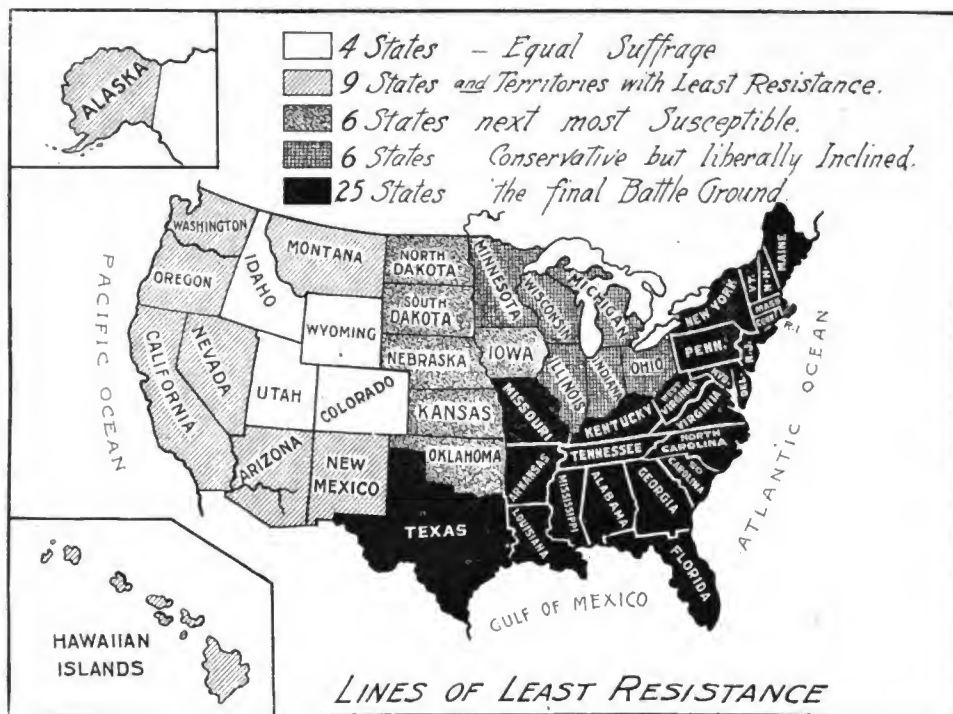 4 States – Equal Suffrage
9 States and Territories with Least Resistance.
6 States next most Susceptible.
6 States Conservative but liberally Inclined.
25 States the final Battle Ground.
ALASKA
WASHINGTON
OREGON
CALIFORNIA
NEVADA
IDAHO
MONTANA
WYOMING
UTAH
COLORADO
ARIZONA
NEW
MEXICO
NORTH
DAKOTA
SOUTH
DAKOTA
NEBRASKA
KANSAS
OKLAHOMA
TEXAS
MINNESOTA
IOWA
MISSOURI
ARKANSAS
LOUISIANA
WISCONSIN
ILLINOIS
MICHIGAN
INDIANA
OHIO
KENTUCKY
TENNESSEE
MISSISSIPPI
ALABAMA
GEORGIA
FLORIDA
SO
CAROLINA
NORTH
CAROLINA
VIRGINIA
WEST
VIRGINIA
MD.
DEL.
PENN.
N.J.
NEW YORK
CONN.
R.I
MASS
VT.
N.H.
MAINE
PACIFIC OCEAN
ATLANTIC OCEAN
GULF OF MEXICO
HAWAIIAN
ISLANDS
LINES OF LEAST RESISTANCE